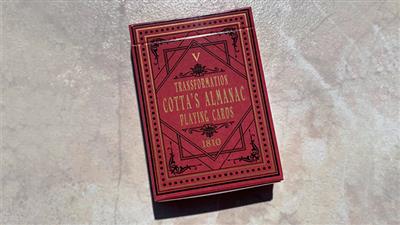 V
TRANSFORMATION
COTTA'S ALMANAC
PLAYING CARDS
1810